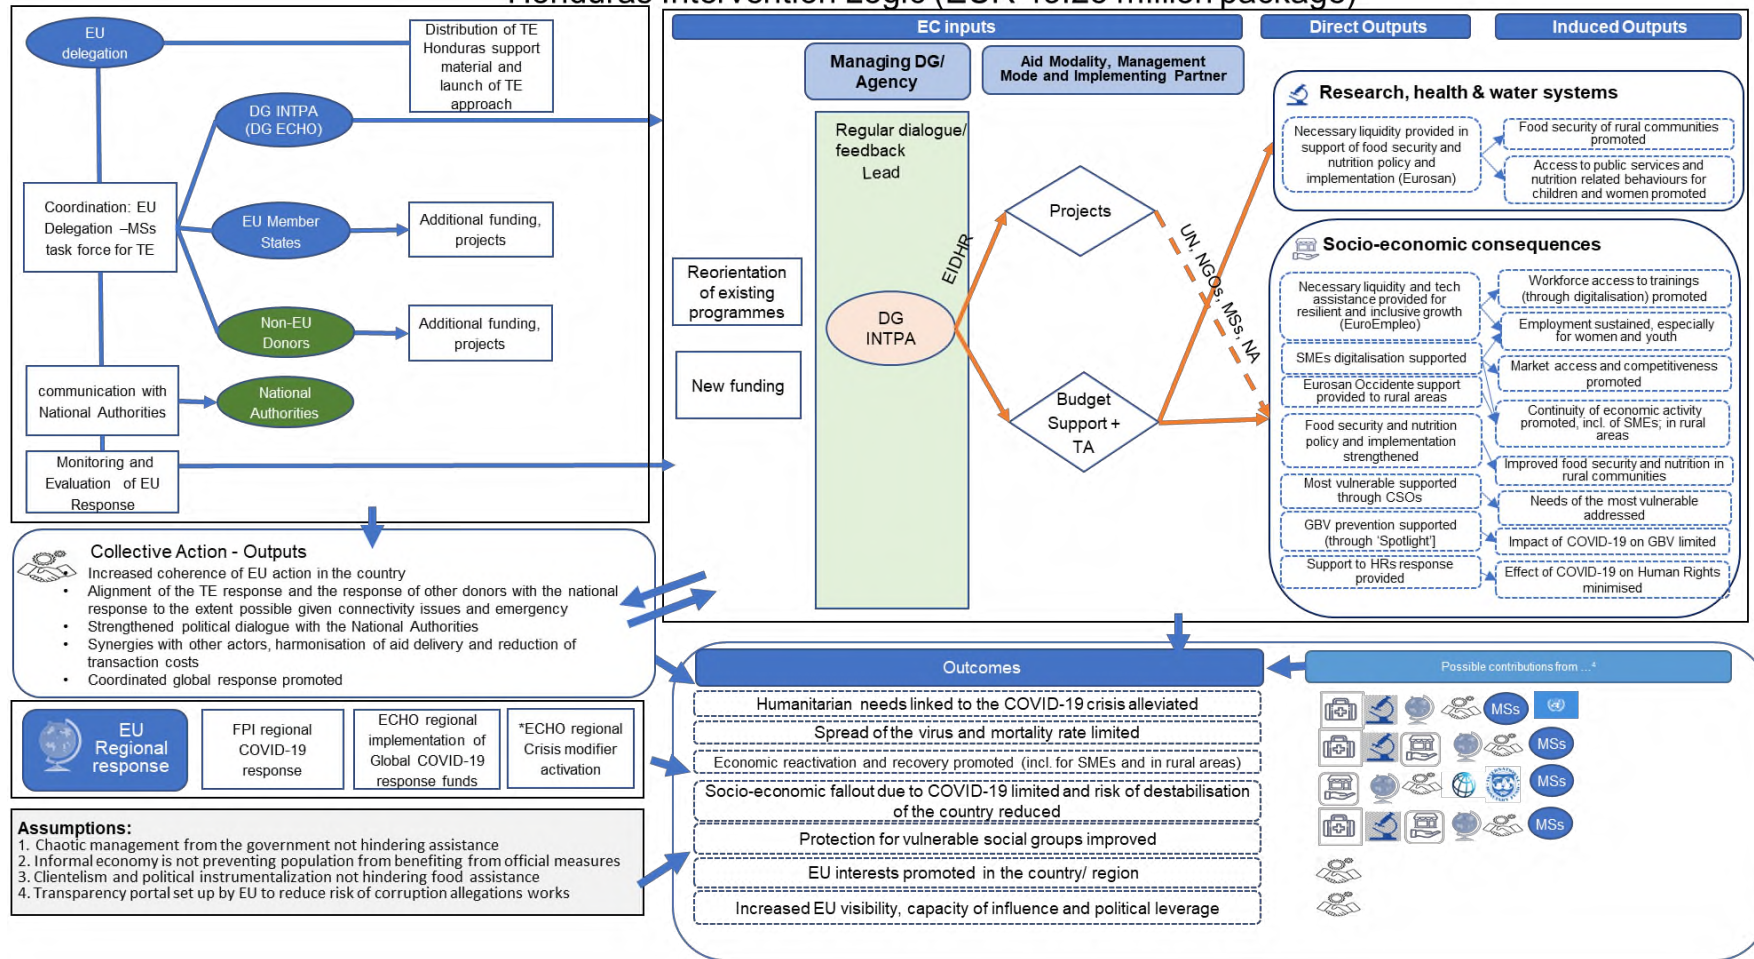 Honduras Intervention Logic (EUR
million package)
EU
delegation
Distribution of TE
Honduras support
material and
launch of TE
approach
DG INTPA
(DG ECHO)
Coordination: EU
Delegation –MSs
task force for TE
EU Member
States
Additional funding,
projects
Non-EU
Donors
Additional funding,
projects
communication with
National Authorities
National
Authorities
Monitoring and
Evaluation of EU
Response
EC inputs
Direct Outputs
Induced Outputs
Managing DG/
Agency
Aid Modality, Management
Mode and Implementing Partner
Regular dialogue/
feedback
Lead
Reorientation
of existing
programmes
New funding
DG
INTPA
EIDHR
Projects
UN, NGOs, MSs, NA
Budget
Support +
TA
Research, health & water systems
Necessary liquidity provided in
support of food security and
nutrition policy and
implementation (Eurosan)
Food security of rural communities
promoted
Access to public services and
nutrition related behaviours for
children and women promoted
Socio-economic consequences
Necessary liquidity and tech
assistance provided for
resilient and inclusive growth
(EuroEmpleo)
SMEs digitalisation supported
Eurosan Occidente support
provided to rural areas
Food security and nutrition
policy and implementation
strengthened
Most vulnerable supported
through CSOs
GBV prevention supported
(through ‘Spotlight’]
Support to HRs response
provided
Workforce access to trainings
(through digitalisation) promoted
Employment sustained, especially
for women and youth
Market access and competitiveness
promoted
Continuity of economic activity
promoted, incl. of SMEs; in rural
areas
Improved food security and nutrition in
rural communities
Needs of the most vulnerable
addressed
Impact of COVID-19 on GBV limited
Effect of COVID-19 on Human Rights
minimised
Collective Action - Outputs
• Increased coherence of EU action in the country
• Alignment of the TE response and the response of other donors with the national
response to the extent possible given connectivity issues and emergency
• Strengthened political dialogue with the National Authorities
• Synergies with other actors, harmonisation of aid delivery and reduction of
transaction costs
• Coordinated global response promoted
EU
Regional
response
FPI regional
COVID-19
response
ECHO regional
implementation of
Global COVID-19
response funds
*ECHO regional
Crisis modifier
activation
Assumptions:
1. Chaotic management from the government not hindering assistance
2. Informal economy is not preventing population from benefiting from official measures
3. Clientelism and political instrumentalization not hindering food assistance
4. Transparency portal set up by EU to reduce risk of corruption allegations works
Outcomes
Humanitarian needs linked to the COVID-19 crisis alleviated
Spread of the virus and mortality rate limited
Economic reactivation and recovery promoted (incl. for SMEs and in rural areas)
Socio-economic fallout due to COVID-19 limited and risk of destabilisation
of the country reduced
Protection for vulnerable social groups improved
EU interests promoted in the country/ region
Increased EU visibility, capacity of influence and political leverage
Possible contributions from ...4
MSs
MSs
MSs
MSs